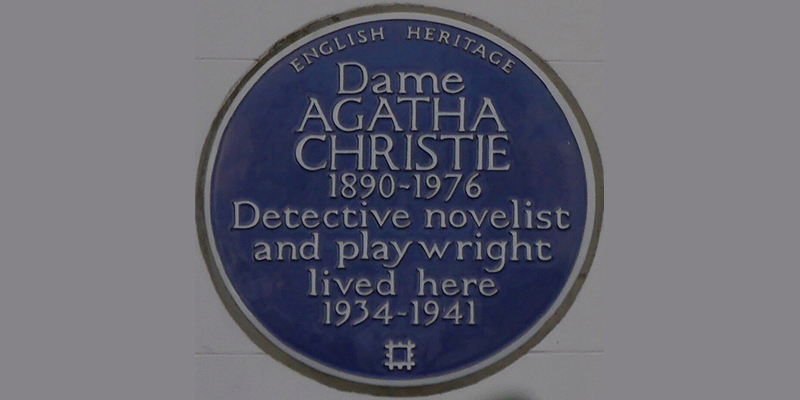 ENGLISH HERITAGE
Dame
AGATHA
CHRISTIE
1890-1976
Detective novelist
and playwright
lived here
1934-1941